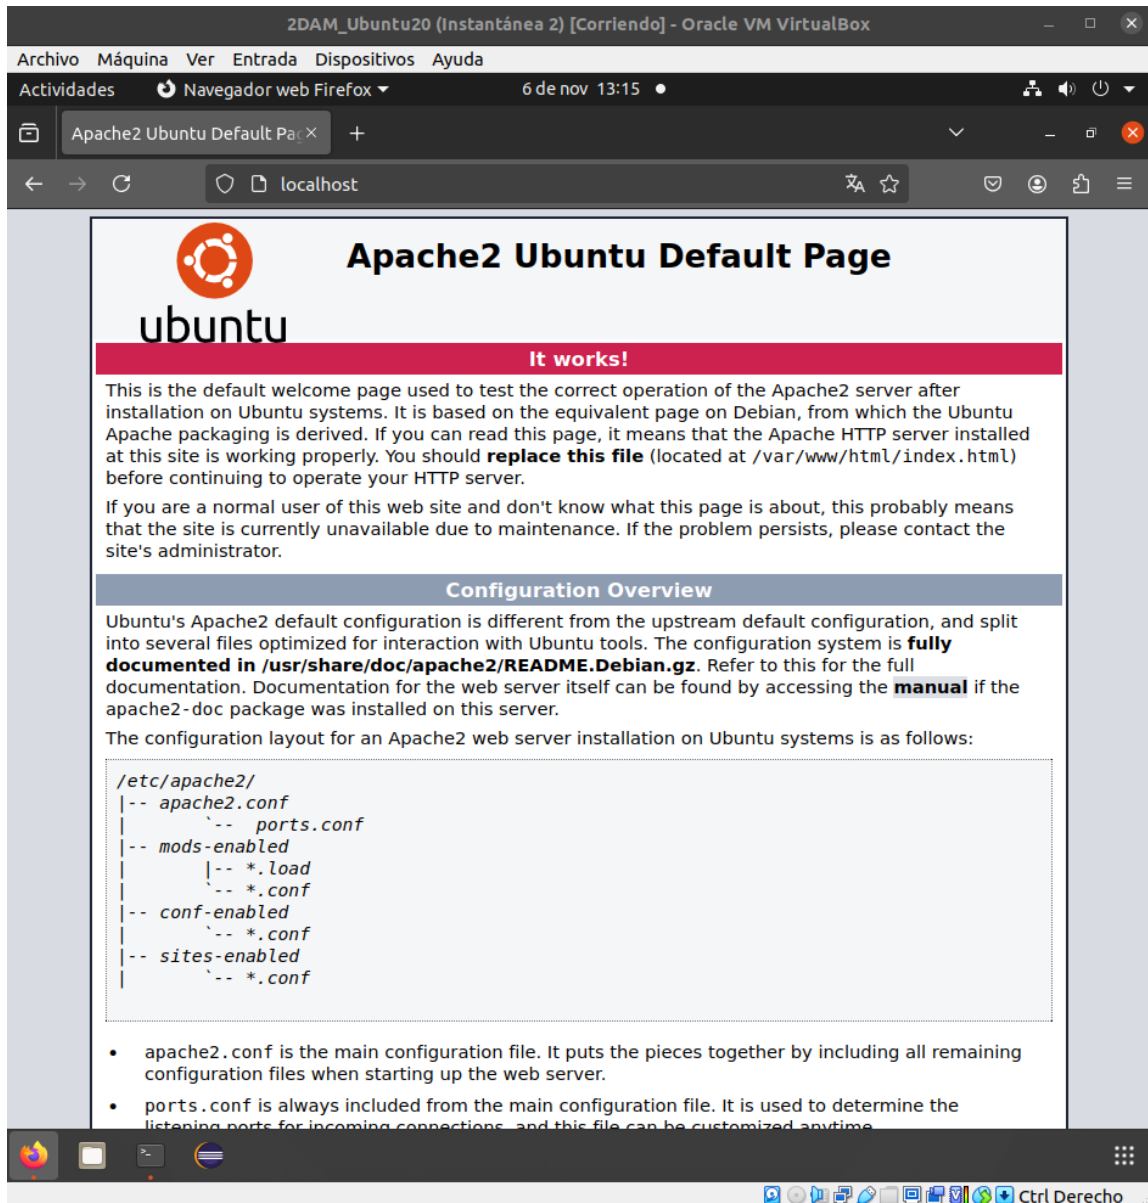 2DAM_Ubuntu20 (Instantánea 2) [Corriendo] - Oracle VM VirtualBox
Archivo Máquina Ver Entrada Dispositivos Ayuda
Actividades Navegador web Firefox 6 de nov 13:15
Apache2 Ubuntu Default Pag
localhost
ubuntu
Apache2 Ubuntu Default Page
It works!
This is the default welcome page used to test the correct operation of the Apache2 server after
installation on Ubuntu systems. It is based on the equivalent page on Debian, from which the Ubuntu
Apache packaging is derived. If you can read this page, it means that the Apache HTTP server installed
at this site is working properly. You should replace this file (located at /var/www/html/index.html)
before continuing to operate your HTTP server.
If you are a normal user of this web site and don't know what this page is about, this probably means
that the site is currently unavailable due to maintenance. If the problem persists, please contact the
site's administrator.
Configuration Overview
Ubuntu's Apache2 default configuration is different from the upstream default configuration, and split
into several files optimized for interaction with Ubuntu tools. The configuration system is fully
documented in /usr/share/doc/apache2/README.Debian.gz. Refer to this for the full
documentation. Documentation for the web server itself can be found by accessing the manual if the
apache2-doc package was installed on this server.
The configuration layout for an Apache2 web server installation on Ubuntu systems is as follows:
/etc/apache2/
|-- apache2.conf
|       `--  ports.conf
|-- mods-enabled
|       |-- *.load
|       `-- *.conf
|-- conf-enabled
|       `-- *.conf
|-- sites-enabled
|       `-- *.conf
• apache2.conf is the main configuration file. It puts the pieces together by including all remaining
configuration files when starting up the web server.
• ports.conf is always included from the main configuration file. It is used to determine the
listening ports for incoming connections, and this file can be customized anytime.
Ctrl Derecho